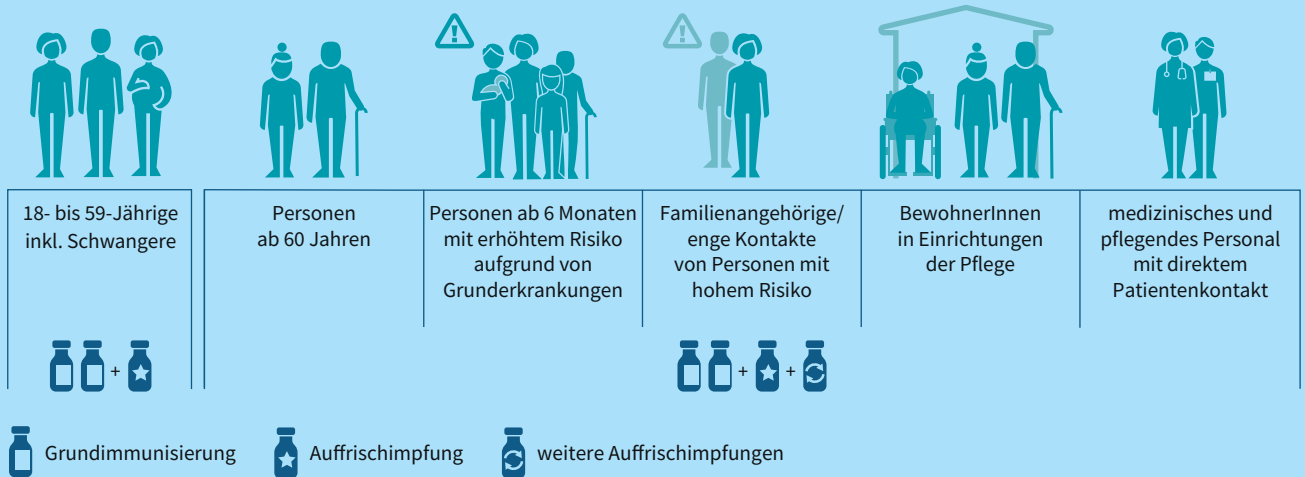 18- bis 59-Jährige
inkl. Schwangere
Personen
ab 60 Jahren
Personen ab 6 Monaten
mit erhöhtem Risiko
aufgrund von
Grunderkrankungen
Familienangehörige/
enge Kontakte
von Personen mit
hohem Risiko
BewohnerInnen
in Einrichtungen
der Pflege
medizinisches und
pflegendes Personal
mit direktem
Patientenkontakt
+
+ +
Grundimmunisierung
Auffrischimpfung
weitere Auffrischimpfungen